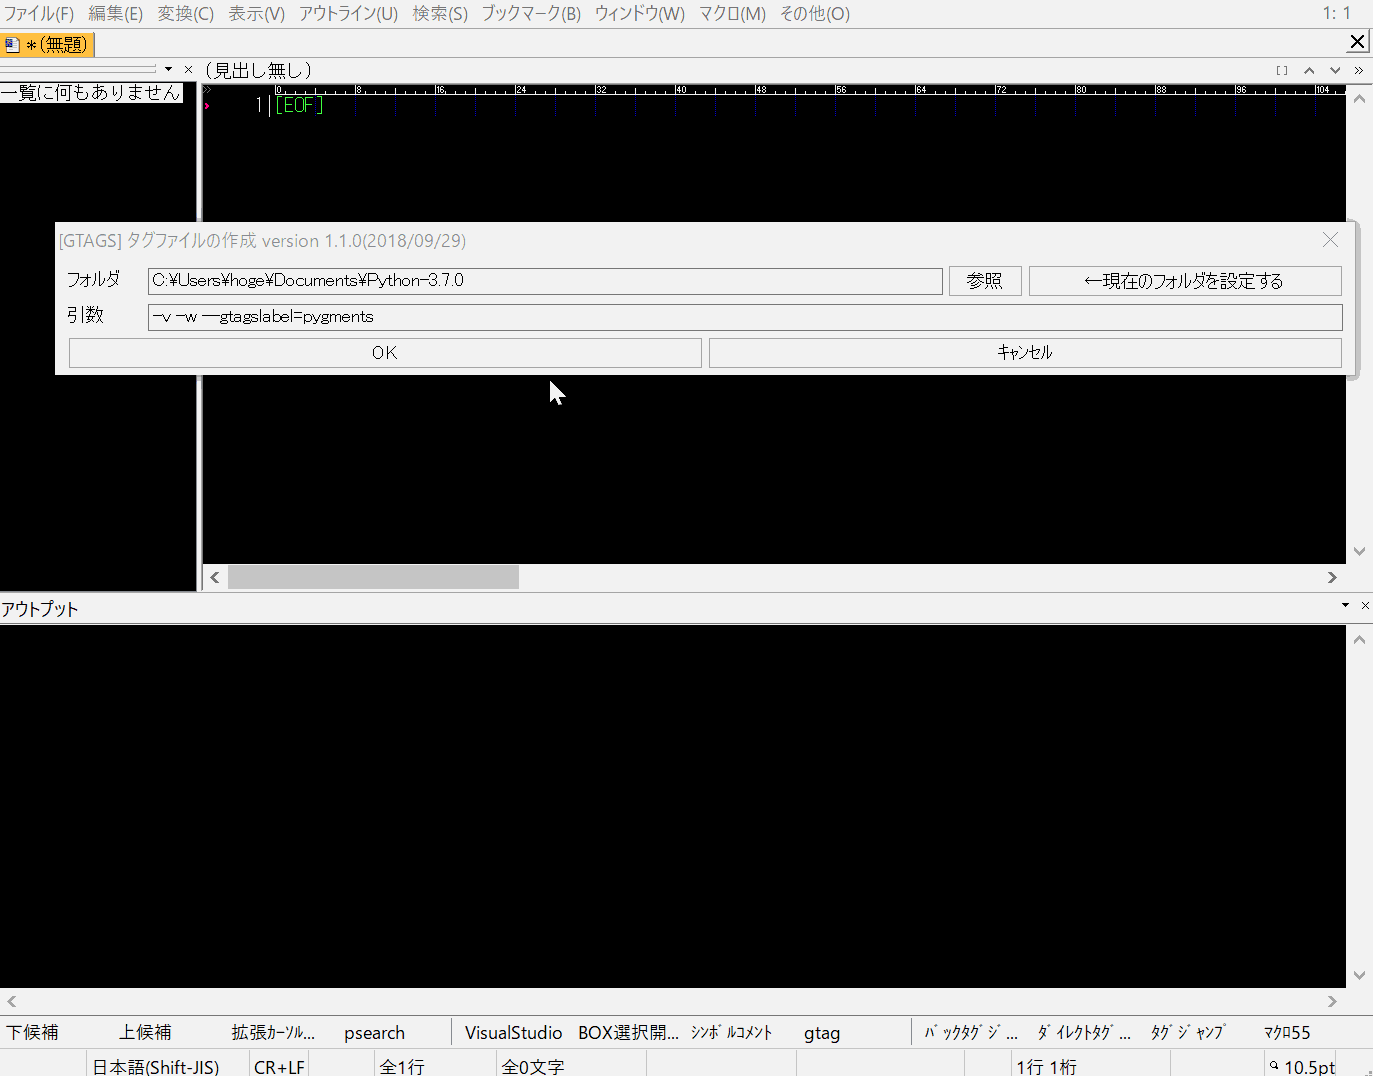 ファイル(F) 編集(E) 変換(C) 表示(V) アウトライン(U) 検索(S) ブックマーク(B) ウィンドウ(W) マクロ(M) その他(O) 1: 1
＊(無題)
(見出し無し)
一覧に何もありません
0 8 16 24 32 40 48 56 64 72 80 88 96 104
1 [EOF]
[GTAGS] タグファイルの作成 version 1.1.0(2018/09/29)
フォルダ C:¥Users¥hoge¥Documents¥Python-3.7.0 参照 ←現在のフォルダを設定する
引数 -v -w --gtagslabel=pygments
OK キャンセル
アウトプット
下候補 上候補 拡張ｶｰｿﾙ... psearch VisualStudio BOX選択開... ｼﾝﾎﾞﾙｺﾒﾝﾄ gtag ﾊﾞｯｸﾀｸﾞｼﾞ... ﾀﾞｲﾚｸﾄﾀｸﾞ... ﾀｸﾞｼﾞｬﾝﾌﾟ ﾏｸﾛ55
日本語(Shift-JIS) CR+LF 全1行 全0文字 1行 1桁 10.5pt